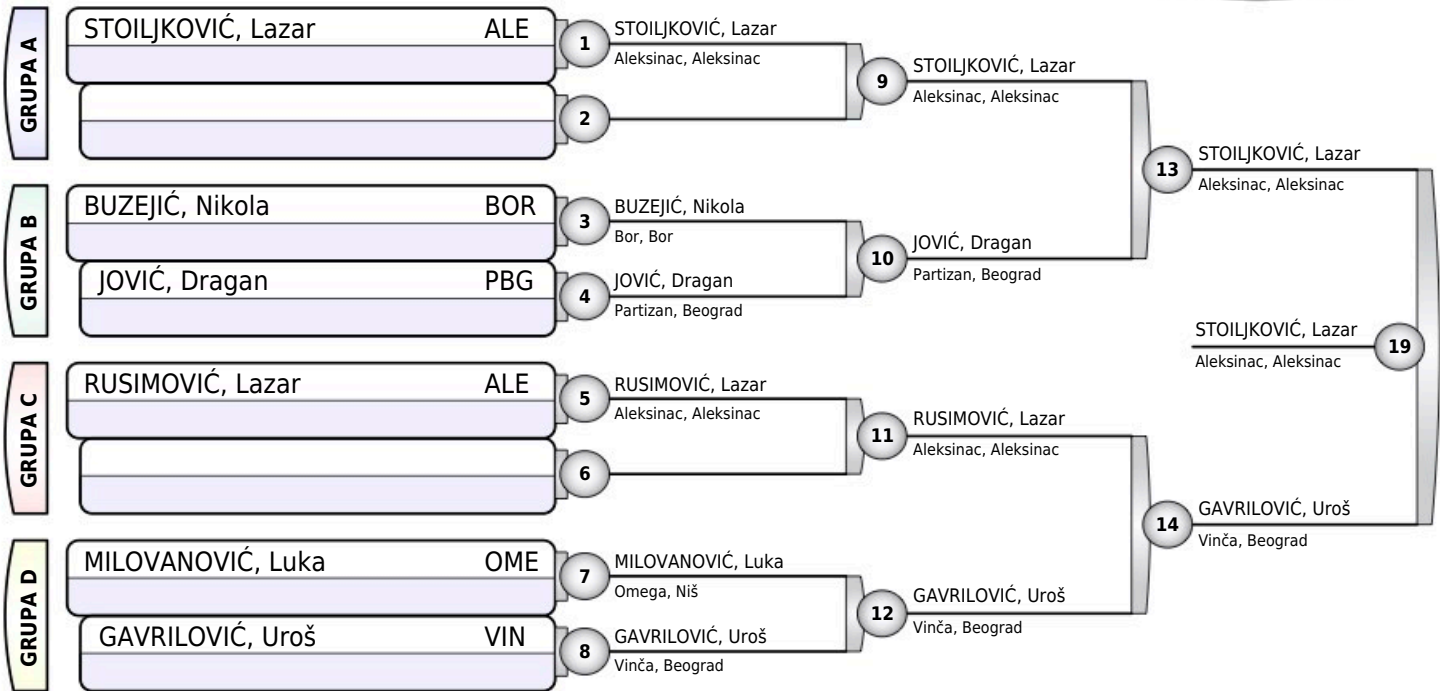 GRUPA A
STOILJKOVIĆ, Lazar ALE
1
STOILJKOVIĆ, Lazar
Aleksinac, Aleksinac
2
9
STOILJKOVIĆ, Lazar
Aleksinac, Aleksinac
GRUPA B
BUZEJIĆ, Nikola BOR
3
BUZEJIĆ, Nikola
Bor, Bor
JOVIĆ, Dragan PBG
4
JOVIĆ, Dragan
Partizan, Beograd
10
JOVIĆ, Dragan
Partizan, Beograd
13
STOILJKOVIĆ, Lazar
Aleksinac, Aleksinac
GRUPA C
RUSIMOVIĆ, Lazar ALE
5
RUSIMOVIĆ, Lazar
Aleksinac, Aleksinac
6
11
RUSIMOVIĆ, Lazar
Aleksinac, Aleksinac
GRUPA D
MILOVANOVIĆ, Luka OME
7
MILOVANOVIĆ, Luka
Omega, Niš
GAVRILOVIĆ, Uroš VIN
8
GAVRILOVIĆ, Uroš
Vinča, Beograd
12
GAVRILOVIĆ, Uroš
Vinča, Beograd
14
GAVRILOVIĆ, Uroš
Vinča, Beograd
STOILJKOVIĆ, Lazar
Aleksinac, Aleksinac
19